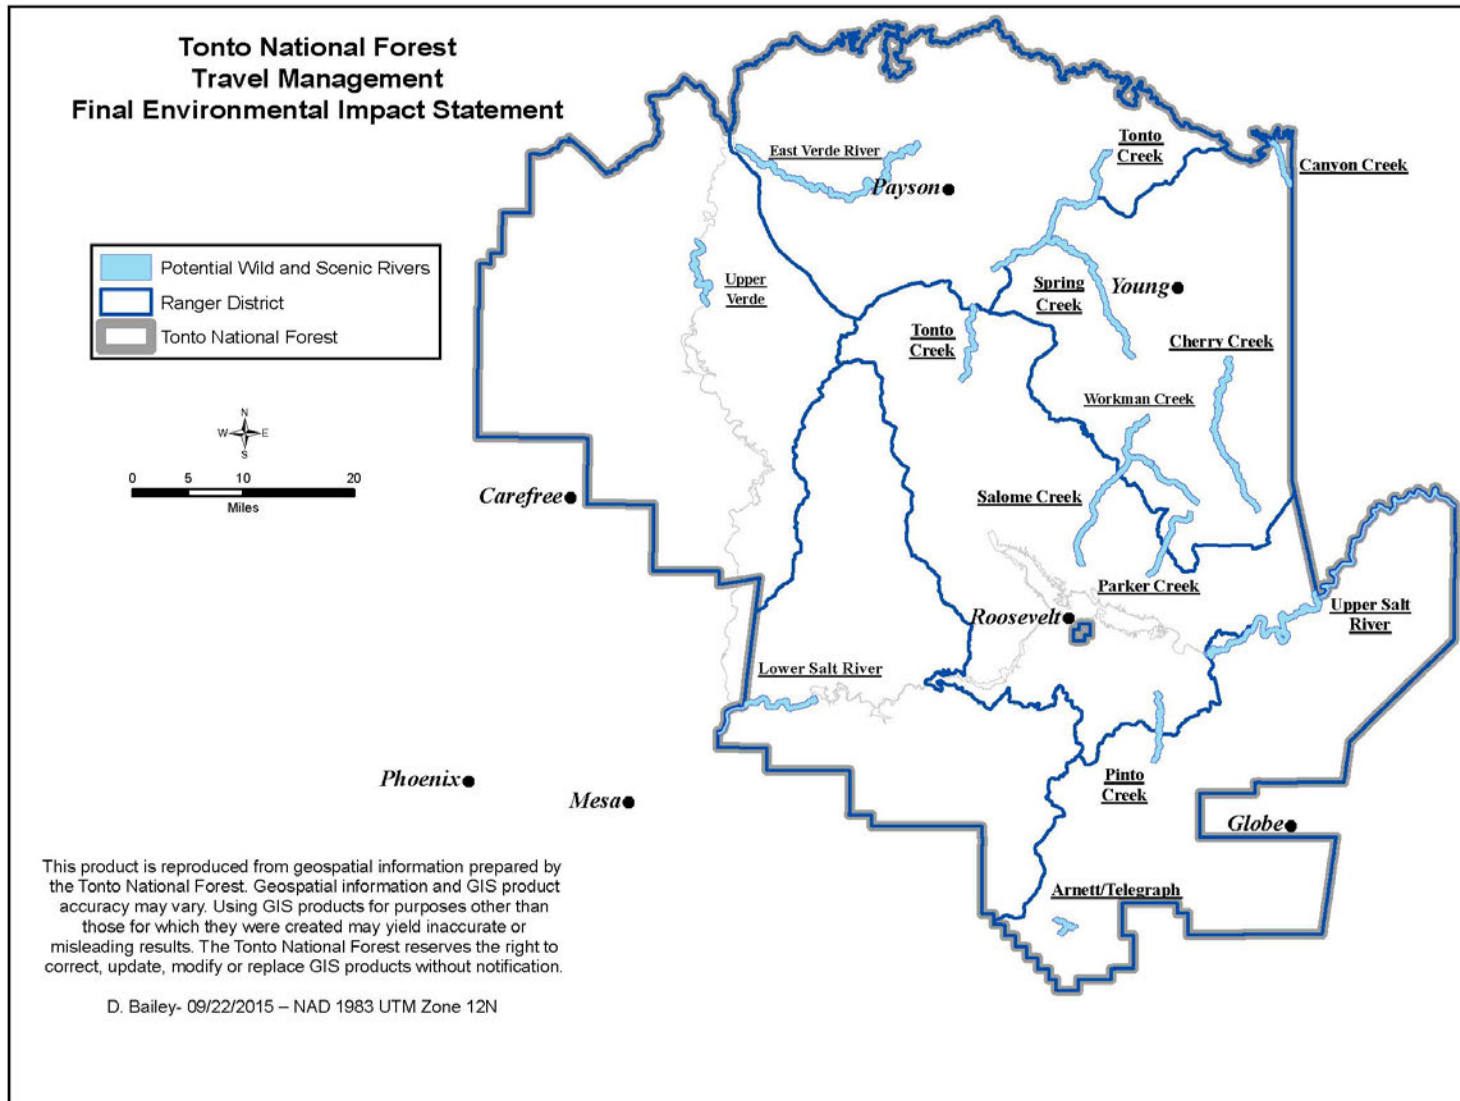 Tonto National Forest
Travel Management
Final Environmental Impact Statement
East Verde River
Tonto
Creek
Canyon Creek
Payson
Potential Wild and Scenic Rivers
Ranger District
Tonto National Forest
Upper
Verde
Spring
Creek
Young
Tonto
Creek
Cherry Creek
Workman Creek
N
W E
S
0 5 10 20
Miles
Carefree
Salome Creek
Parker Creek
Roosevelt
Upper Salt
River
Lower Salt River
Phoenix
Mesa
Pinto
Creek
Globe
Arnett/Telegraph
This product is reproduced from geospatial information prepared by
the Tonto National Forest. Geospatial information and GIS product
accuracy may vary. Using GIS products for purposes other than
those for which they were created may yield inaccurate or
misleading results. The Tonto National Forest reserves the right to
correct, update, modify or replace GIS products without notification.
D. Bailey- 09/22/2015 – NAD 1983 UTM Zone 12N